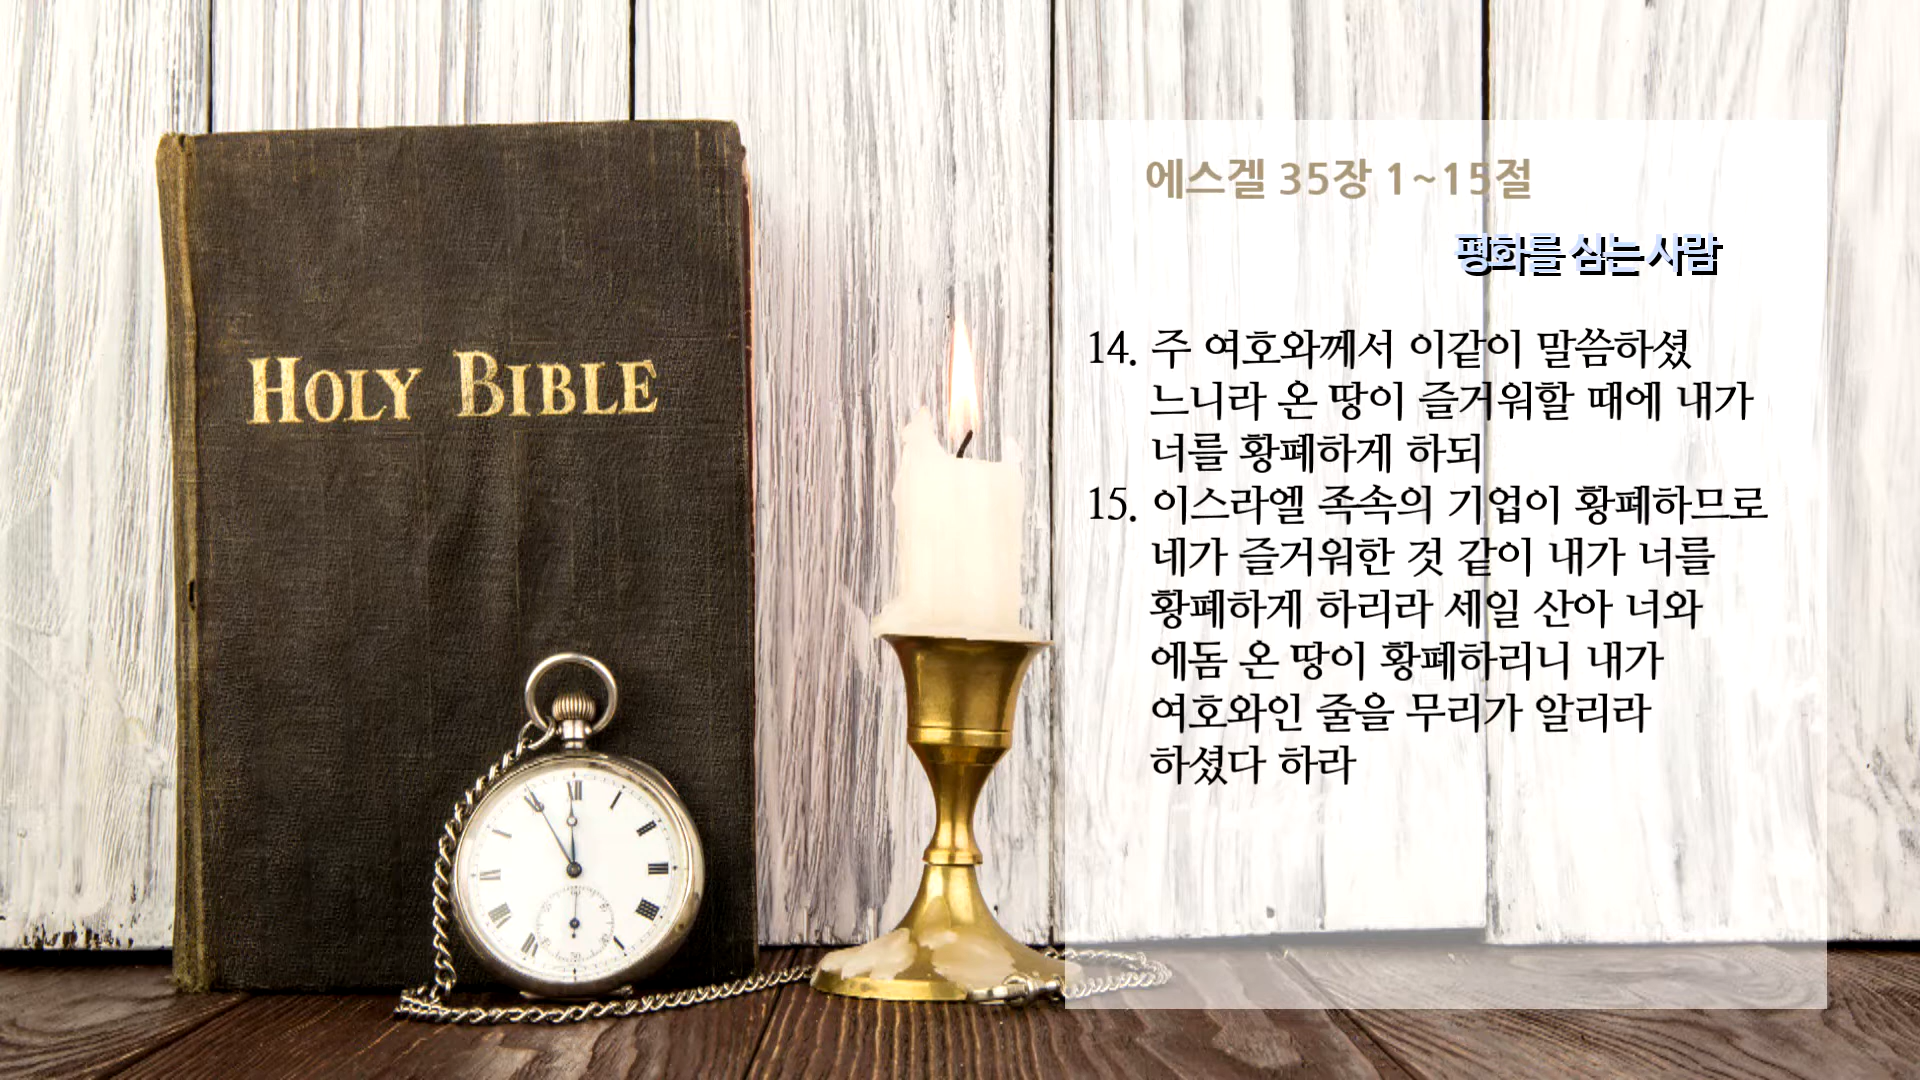 HOLY BIBLE
에스겔 35장 1~15절
평화를 심는 사람
14. 주 여호와께서 이같이 말씀하셨
느니라 온 땅이 즐거워할 때에 내가
너를 황폐하게 하되
15. 이스라엘 족속의 기업이 황폐하므로
네가 즐거워한 것 같이 내가 너를
황폐하게 하리라 세일 산아 너와
에돔 온 땅이 황폐하리니 내가
여호와인 줄을 무리가 알리라
하셨다 하라